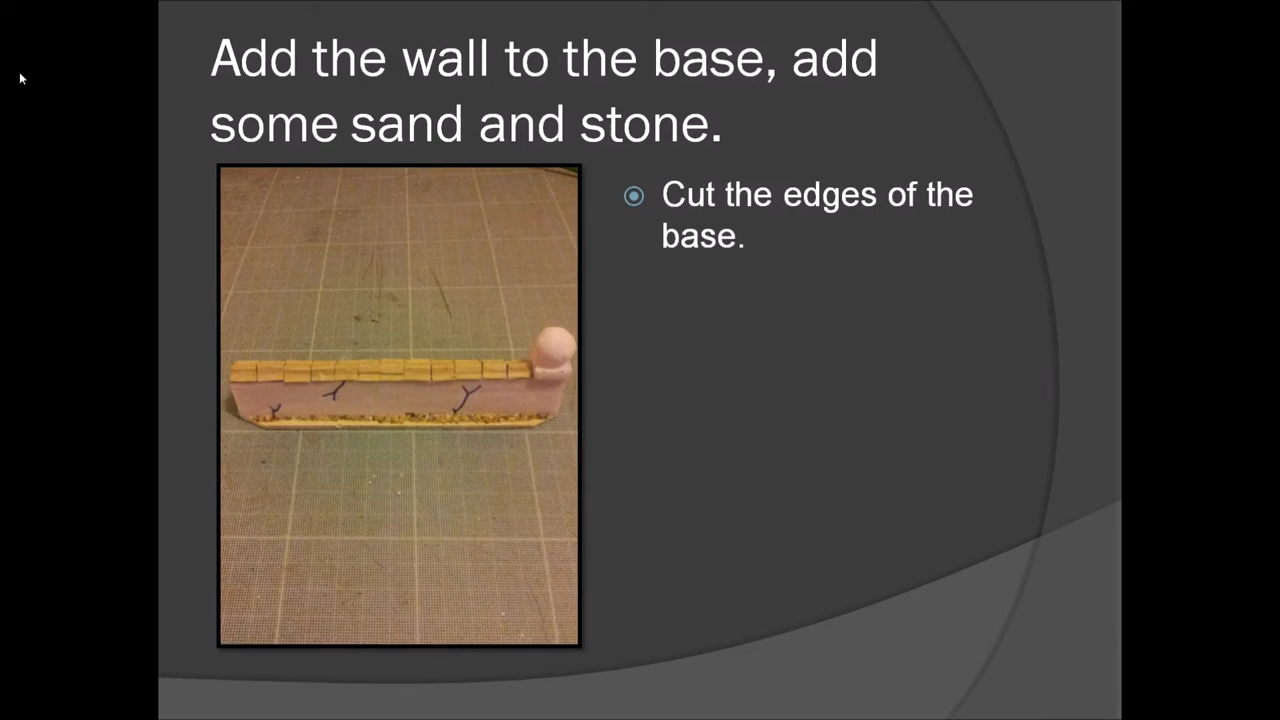 Add the wall to the base, add
some sand and stone.
Cut the edges of the
base.